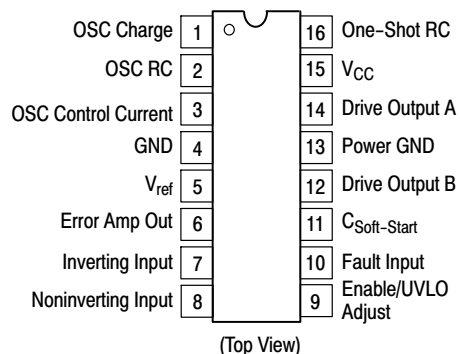 OSC Charge 1 16 One-Shot RC
OSC RC 2 15 VCC
OSC Control Current 3 14 Drive Output A
GND 4 13 Power GND
Vref 5 12 Drive Output B
Error Amp Out 6 11 CSoft-Start
Inverting Input 7 10 Fault Input
Noninverting Input 8 9 Enable/UVLO
Adjust
(Top View)